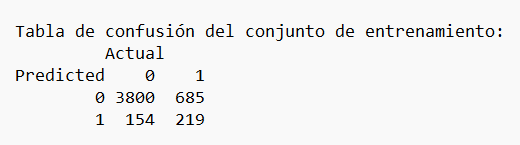 Tabla de confusión del conjunto de entrenamiento:
Actual
Predicted 0 1
0 3800 685
1 154 219